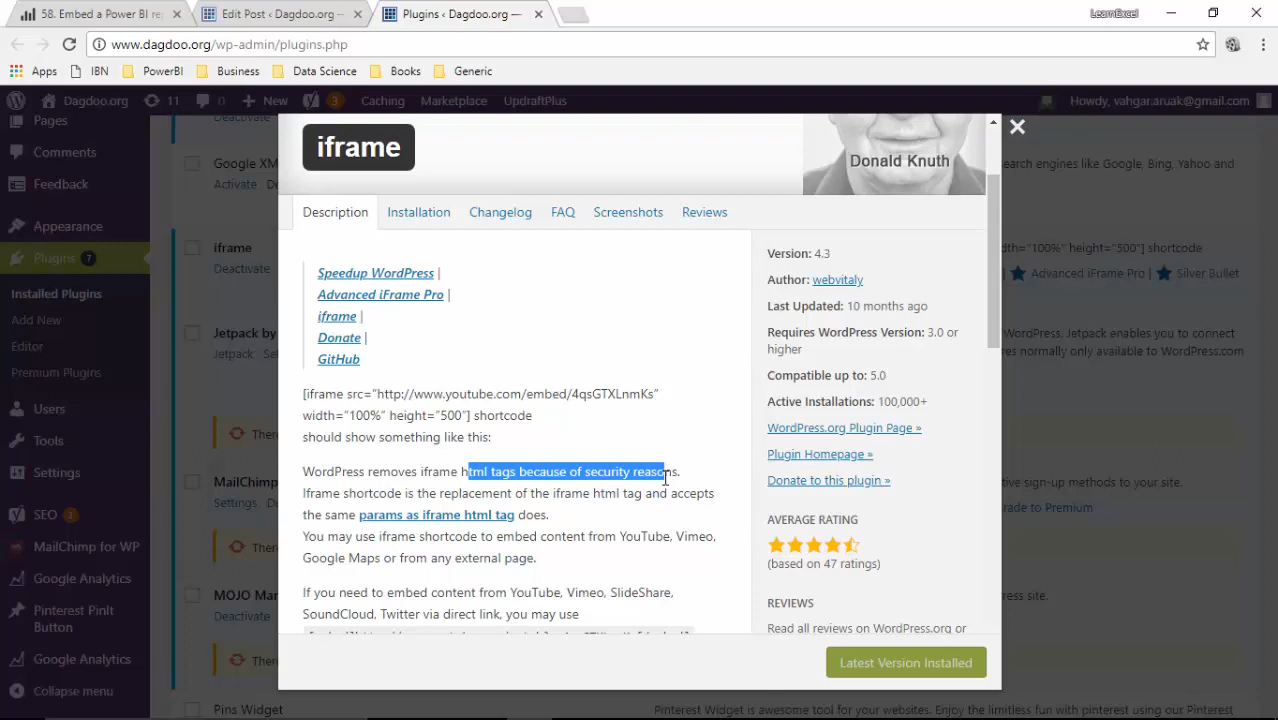 58. Embed a Power BI re
Edit Post ‹ Dagdoo.org —
Plugins ‹ Dagdoo.org —
LearnExcel
www.dagdoo.org/wp-admin/plugins.php
Apps
IBN
PowerBI
Business
Data Science
Books
Generic
Dagdoo.org
11
0
New
3
Caching
Marketplace
UpdraftPlus
Howdy, vahgar.aruak@gmail.com
Pages
Comments
Feedback
Appearance
Plugins 7
Installed Plugins
Add New
Editor
Premium Plugins
Users
Tools
Settings
SEO 3
MailChimp for WP
Google Analytics
Pinterest PinIt
Button
Google Analytics
Collapse menu
Deactivate
Google XM
Activate
search engines like Google, Bing, Yahoo and
iframe
Deactivate
width="100%" height="500"] shortcode
Advanced iFrame Pro |
Silver Bullet
Jetpack by
Jetpack
WordPress. Jetpack enables you to connect
features normally only available to WordPress.com
There
MailChimp
Settings
sign-up methods to your site.
Upgrade to Premium
There
MOJO Mar
Deactivate
Press site.
There
Pins Widget
Pinterest Widget is awesome tool for your websites. Enjoy the limitless fun with pinterest using our Pinterest
iframe
Donald Knuth
Description
Installation
Changelog
FAQ
Screenshots
Reviews
Speedup WordPress |
Advanced iFrame Pro |
iframe |
Donate |
GitHub
[iframe src="http://www.youtube.com/embed/4qsGTXLnmKs"
width="100%" height="500"] shortcode
should show something like this:
WordPress removes iframe html tags because of security reasons.
Iframe shortcode is the replacement of the iframe html tag and accepts
the same params as iframe html tag does.
You may use iframe shortcode to embed content from YouTube, Vimeo,
Google Maps or from any external page.
If you need to embed content from YouTube, Vimeo, SlideShare,
SoundCloud, Twitter via direct link, you may use
Version: 4.3
Author: webvitaly
Last Updated: 10 months ago
Requires WordPress Version: 3.0 or
higher
Compatible up to: 5.0
Active Installations: 100,000+
WordPress.org Plugin Page »
Plugin Homepage »
Donate to this plugin »
AVERAGE RATING
(based on 47 ratings)
REVIEWS
Read all reviews on WordPress.org or
Latest Version Installed